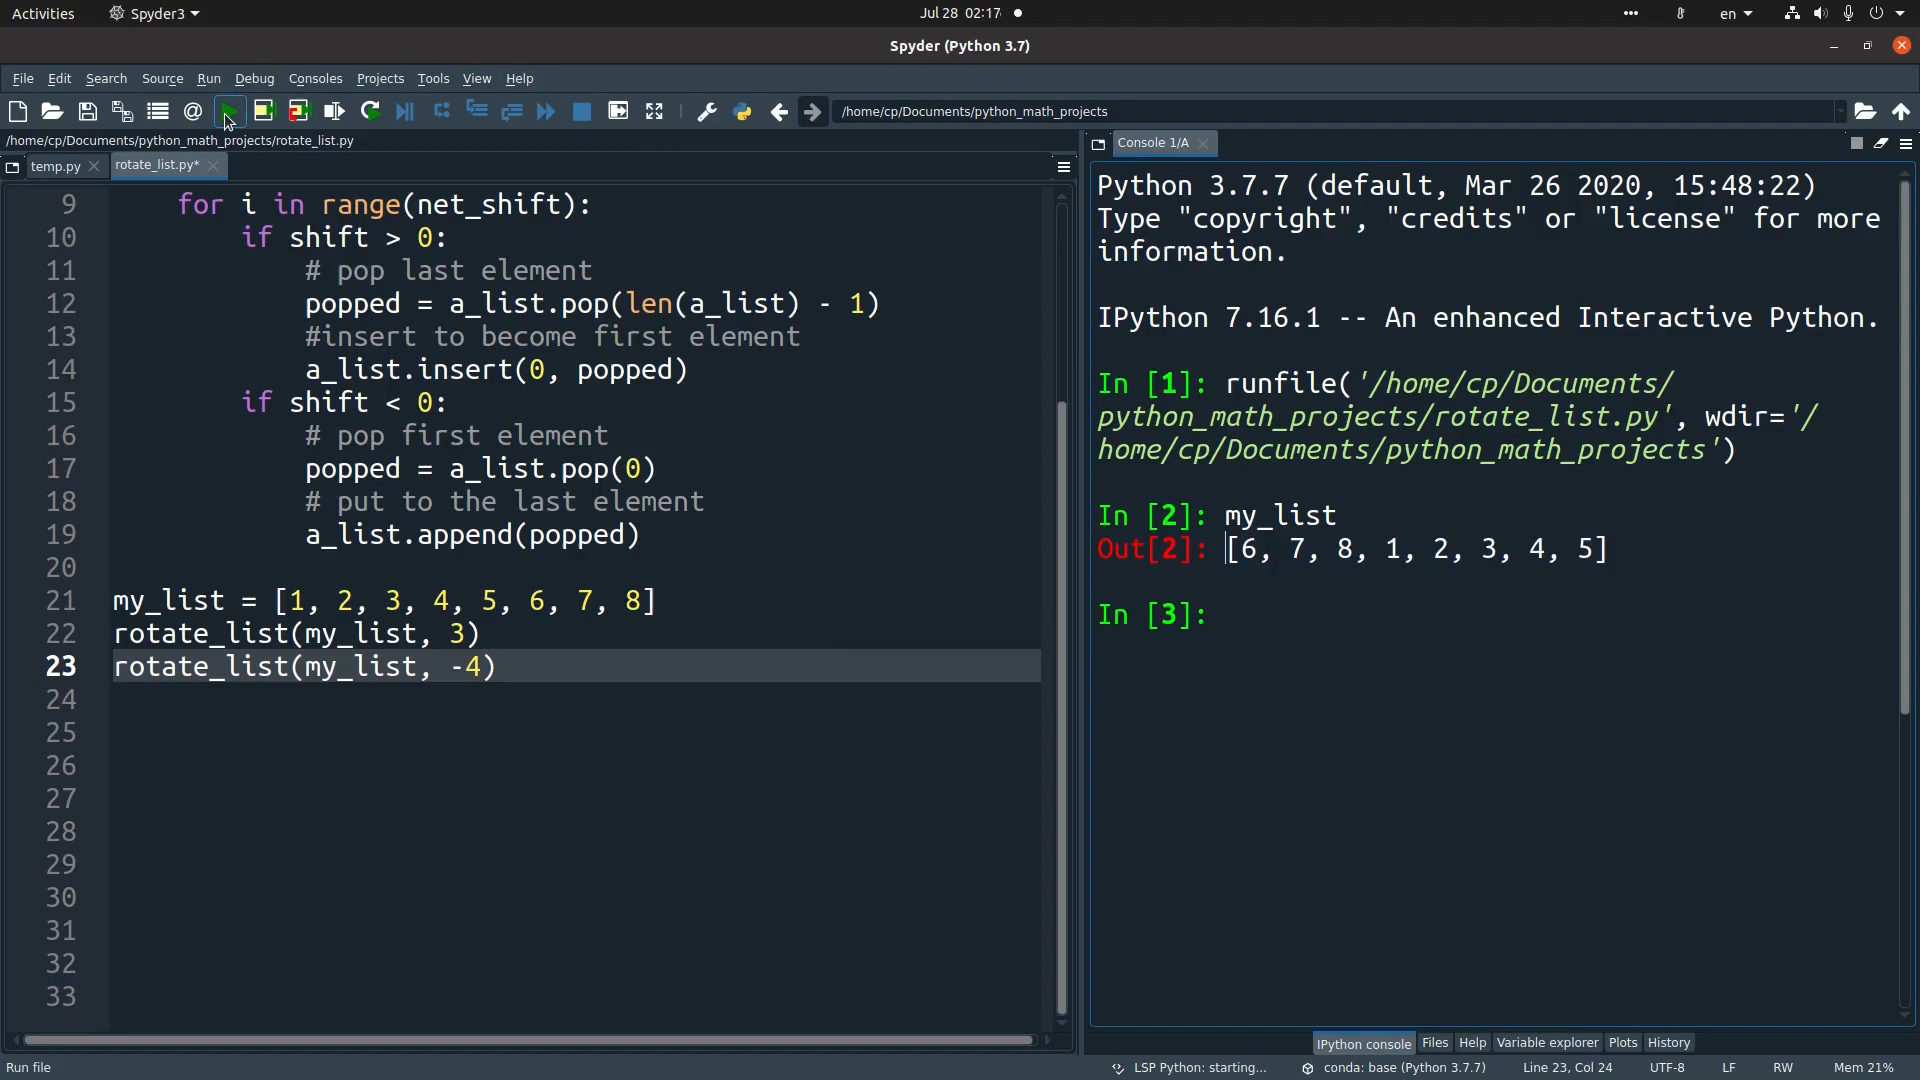 Activities Spyder3 Jul 28 02:17 en
Spyder (Python 3.7)
File Edit Search Source Run Debug Consoles Projects Tools View Help
/home/cp/Documents/python_math_projects
/home/cp/Documents/python_math_projects/rotate_list.py
temp.py rotate_list.py*
9 for i in range(net_shift):
10 if shift > 0:
11 # pop last element
12 popped = a_list.pop(len(a_list) - 1)
13 #insert to become first element
14 a_list.insert(0, popped)
15 if shift < 0:
16 # pop first element
17 popped = a_list.pop(0)
18 # put to the last element
19 a_list.append(popped)
20
21 my_list = [1, 2, 3, 4, 5, 6, 7, 8]
22 rotate_list(my_list, 3)
23 rotate_list(my_list, -4)
24
25
26
27
28
29
30
31
32
33
Console 1/A
Python 3.7.7 (default, Mar 26 2020, 15:48:22)
Type "copyright", "credits" or "license" for more
information.
IPython 7.16.1 -- An enhanced Interactive Python.
In [1]: runfile('/home/cp/Documents/
python_math_projects/rotate_list.py', wdir='/
home/cp/Documents/python_math_projects')
In [2]: my_list
Out[2]: [6, 7, 8, 1, 2, 3, 4, 5]
In [3]:
IPython console Files Help Variable explorer Plots History
Run file LSP Python: starting... conda: base (Python 3.7.7) Line 23, Col 24 UTF-8 LF RW Mem 21%